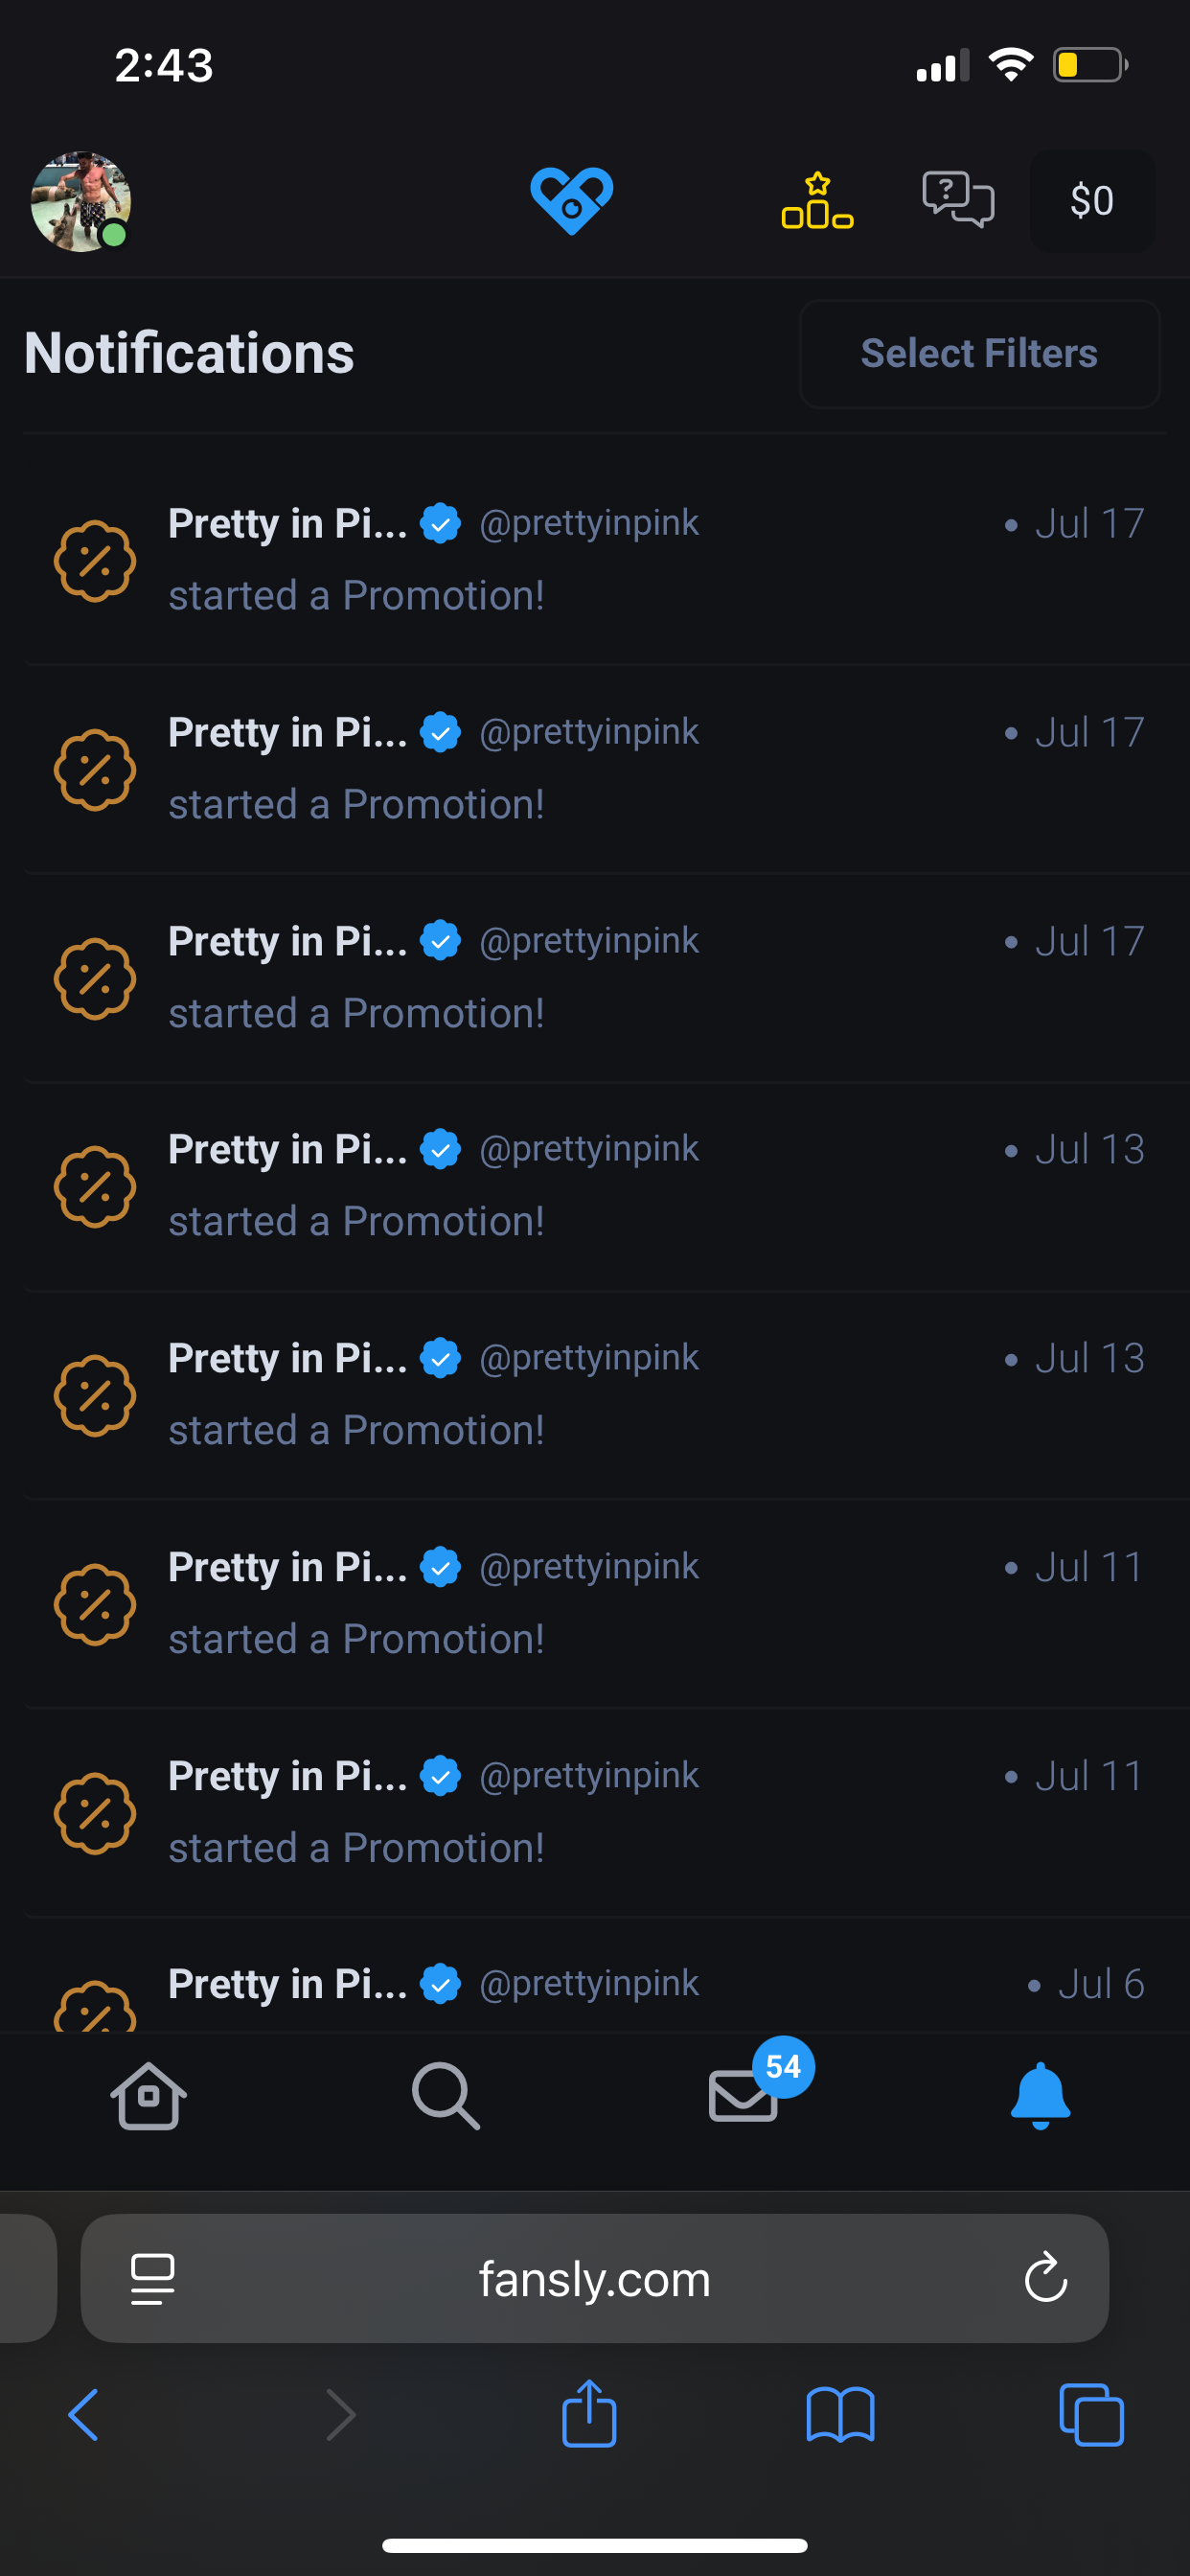 2:43
$0
Notifications
Select Filters
Pretty in Pi... @prettyinpink • Jul 17
started a Promotion!
Pretty in Pi... @prettyinpink • Jul 17
started a Promotion!
Pretty in Pi... @prettyinpink • Jul 17
started a Promotion!
Pretty in Pi... @prettyinpink • Jul 13
started a Promotion!
Pretty in Pi... @prettyinpink • Jul 13
started a Promotion!
Pretty in Pi... @prettyinpink • Jul 11
started a Promotion!
Pretty in Pi... @prettyinpink • Jul 11
started a Promotion!
Pretty in Pi... @prettyinpink • Jul 6
54
fansly.com